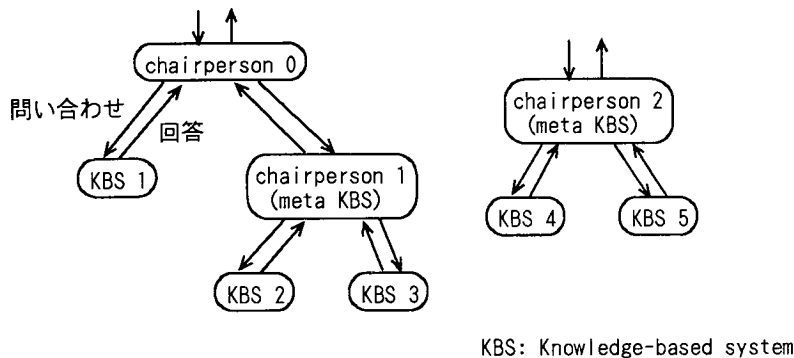 chairperson 0
問い合わせ
回答
KBS 1
chairperson 1
(meta KBS)
KBS 2
KBS 3
chairperson 2
(meta KBS)
KBS 4
KBS 5
KBS: Knowledge-based system